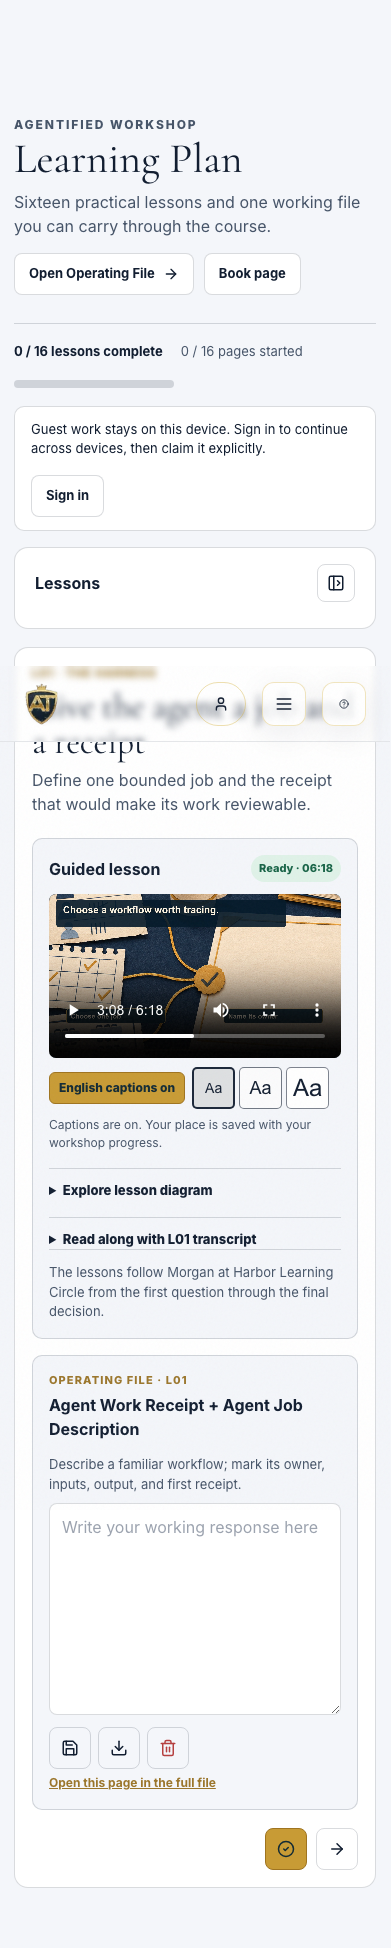 AGENTIFIED WORKSHOP
Learning Plan
Sixteen practical lessons and one working file
you can carry through the course.
Open Operating File
Book page
0 / 16 lessons complete
0 / 16 pages started
Guest work stays on this device. Sign in to continue
across devices, then claim it explicitly.
Sign in
Lessons
AT
a receipt
Define one bounded job and the receipt
that would make its work reviewable.
Guided lesson
Ready · 06:18
Choose a workflow worth tracing.
3:08 / 6:18
English captions on
Aa
Aa
Aa
Captions are on. Your place is saved with your
workshop progress.
Explore lesson diagram
Read along with L01 transcript
The lessons follow Morgan at Harbor Learning
Circle from the first question through the final
decision.
OPERATING FILE · L01
Agent Work Receipt + Agent Job
Description
Describe a familiar workflow; mark its owner,
inputs, output, and first receipt.
Write your working response here
Open this page in the full file